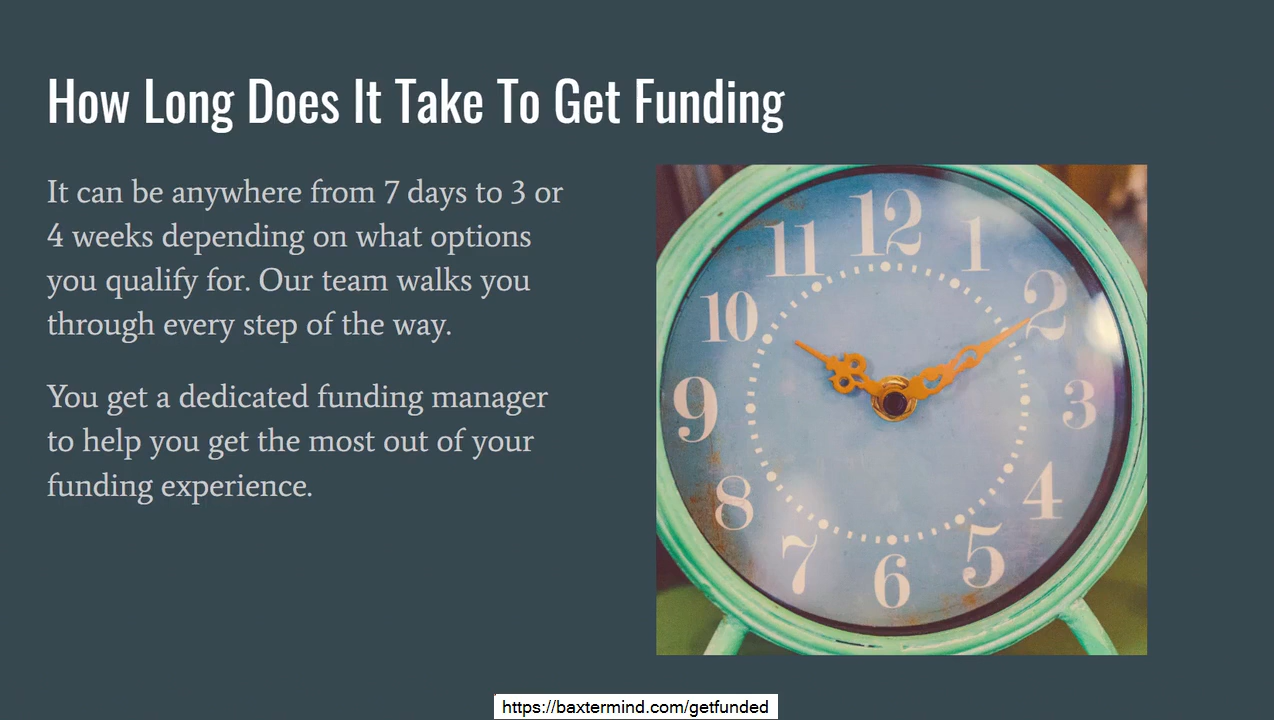 How Long Does It Take To Get Funding
It can be anywhere from 7 days to 3 or
4 weeks depending on what options
you qualify for. Our team walks you
through every step of the way.
You get a dedicated funding manager
to help you get the most out of your
funding experience.
12
11
1
10
2
9
3
8
4
7
5
6
https://baxtermind.com/getfunded